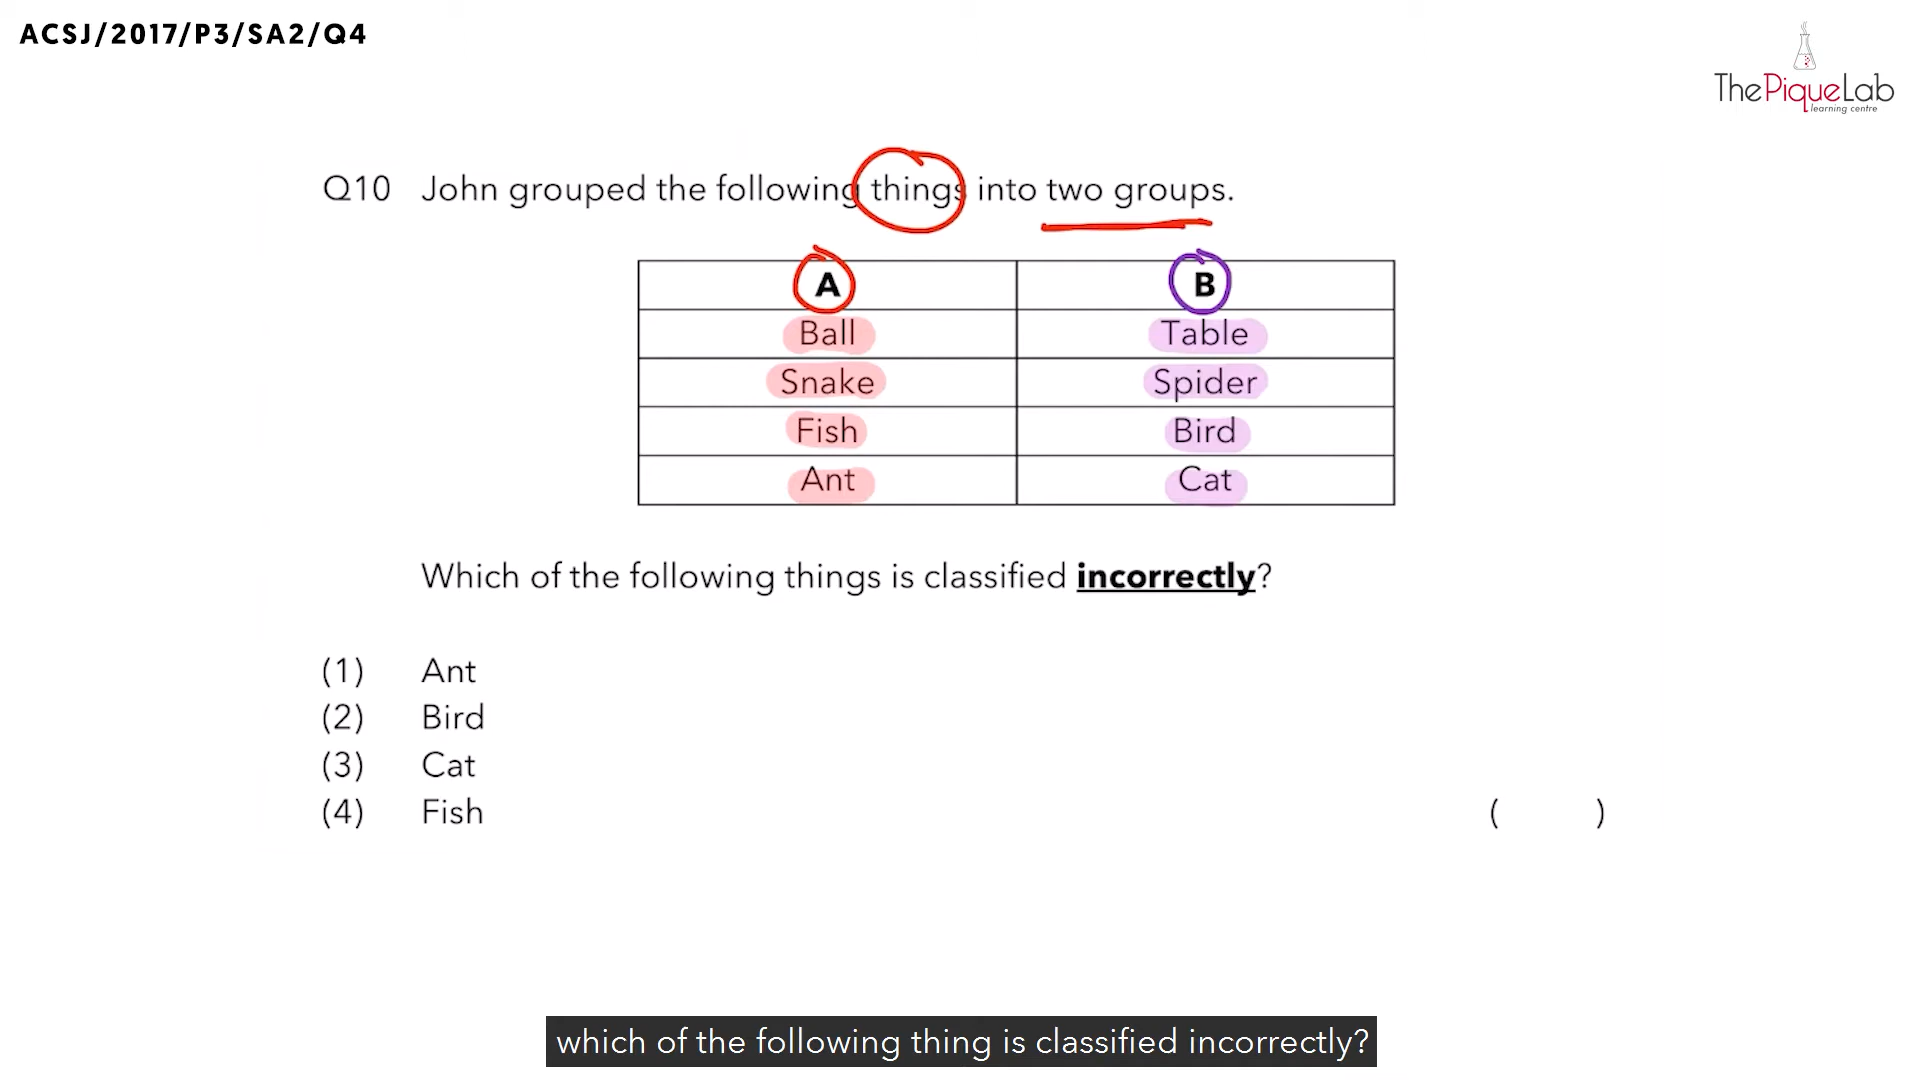 ACSJ/2017/P3/SA2/Q4
ThePiqueLab
learning centre
Q10 John grouped the following things into two groups.
A B
Ball Table
Snake Spider
Fish Bird
Ant Cat
Which of the following things is classified incorrectly?
(1) Ant
(2) Bird
(3) Cat
(4) Fish ( )
which of the following thing is classified incorrectly?